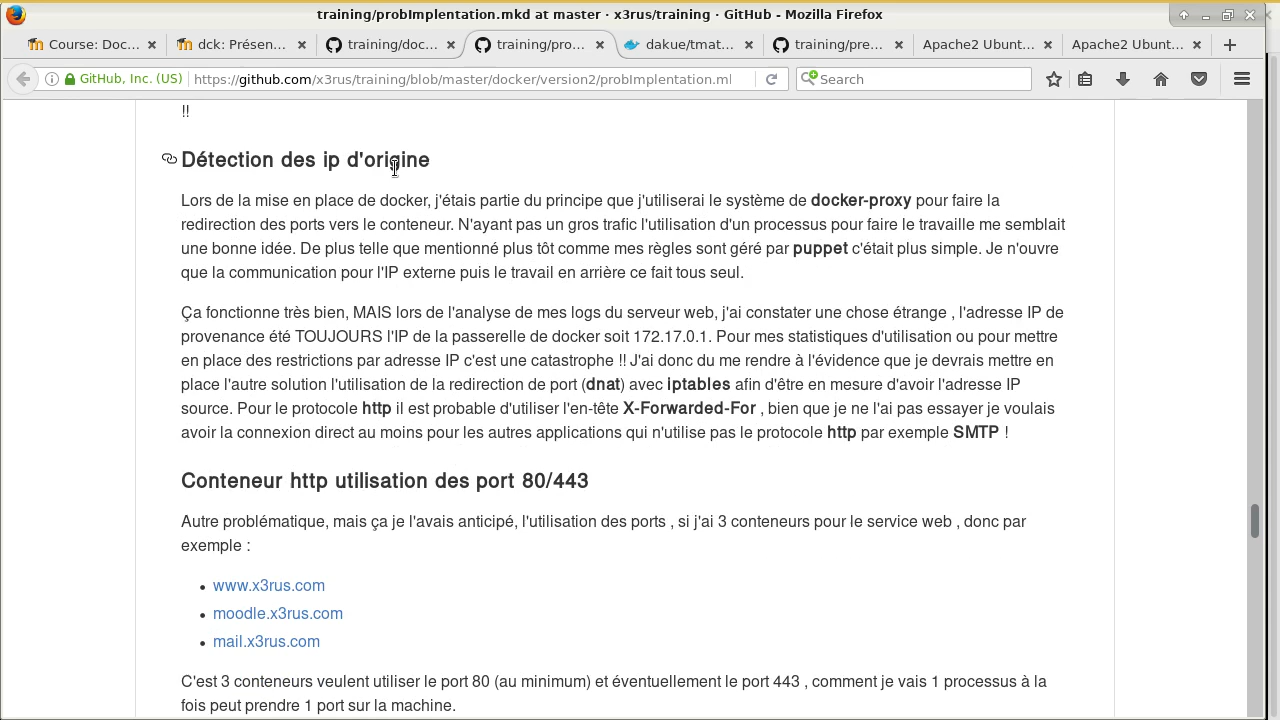 training/probImplentation.mkd at master · x3rus/training · GitHub - Mozilla Firefox
Course: Doc...
dck: Présen...
training/doc...
training/pro...
dakue/tmat...
training/pre...
Apache2 Ubunt...
Apache2 Ubunt...
GitHub, Inc. (US)
https://github.com/x3rus/training/blob/master/docker/version2/probImplentation.ml
Search
!!
Détection des ip d'origine
Lors de la mise en place de docker, j'étais partie du principe que j'utiliserai le système de docker-proxy pour faire la
redirection des ports vers le conteneur. N'ayant pas un gros trafic l'utilisation d'un processus pour faire le travaille me semblait
une bonne idée. De plus telle que mentionné plus tôt comme mes règles sont géré par puppet c'était plus simple. Je n'ouvre
que la communication pour l'IP externe puis le travail en arrière ce fait tous seul.
Ça fonctionne très bien, MAIS lors de l'analyse de mes logs du serveur web, j'ai constater une chose étrange , l'adresse IP de
provenance été TOUJOURS l'IP de la passerelle de docker soit 172.17.0.1. Pour mes statistiques d'utilisation ou pour mettre
en place des restrictions par adresse IP c'est une catastrophe !! J'ai donc du me rendre à l'évidence que je devrais mettre en
place l'autre solution l'utilisation de la redirection de port (dnat) avec iptables afin d'être en mesure d'avoir l'adresse IP
source. Pour le protocole http il est probable d'utiliser l'en-tête X-Forwarded-For , bien que je ne l'ai pas essayer je voulais
avoir la connexion direct au moins pour les autres applications qui n'utilise pas le protocole http par exemple SMTP !
Conteneur http utilisation des port 80/443
Autre problématique, mais ça je l'avais anticipé, l'utilisation des ports , si j'ai 3 conteneurs pour le service web , donc par
exemple :
• www.x3rus.com
• moodle.x3rus.com
• mail.x3rus.com
C'est 3 conteneurs veulent utiliser le port 80 (au minimum) et éventuellement le port 443 , comment je vais 1 processus à la
fois peut prendre 1 port sur la machine.